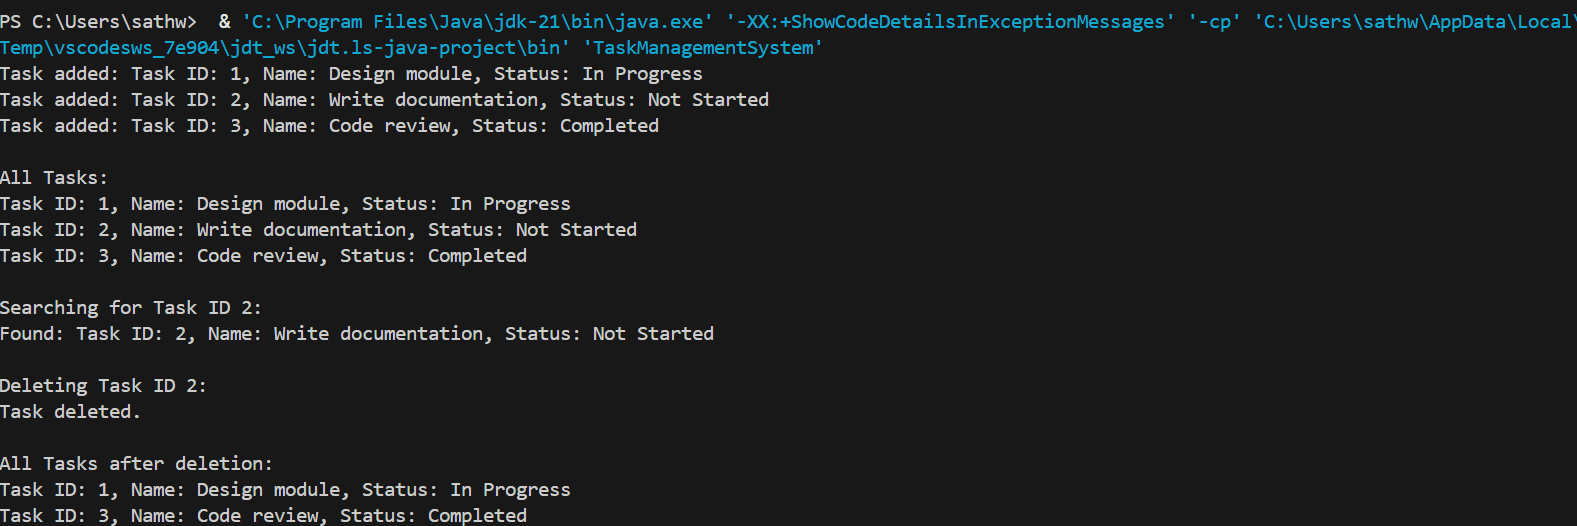 PS C:\Users\sathw>  & 'C:\Program Files\Java\jdk-21\bin\java.exe' '-XX:+ShowCodeDetailsInExceptionMessages' '-cp' 'C:\Users\sathw\AppData\Local\
Temp\vscodesws_7e904\jdt_ws\jdt.ls-java-project\bin' 'TaskManagementSystem'
Task added: Task ID: 1, Name: Design module, Status: In Progress
Task added: Task ID: 2, Name: Write documentation, Status: Not Started
Task added: Task ID: 3, Name: Code review, Status: Completed

All Tasks:
Task ID: 1, Name: Design module, Status: In Progress
Task ID: 2, Name: Write documentation, Status: Not Started
Task ID: 3, Name: Code review, Status: Completed

Searching for Task ID 2:
Found: Task ID: 2, Name: Write documentation, Status: Not Started

Deleting Task ID 2:
Task deleted.

All Tasks after deletion:
Task ID: 1, Name: Design module, Status: In Progress
Task ID: 3, Name: Code review, Status: Completed